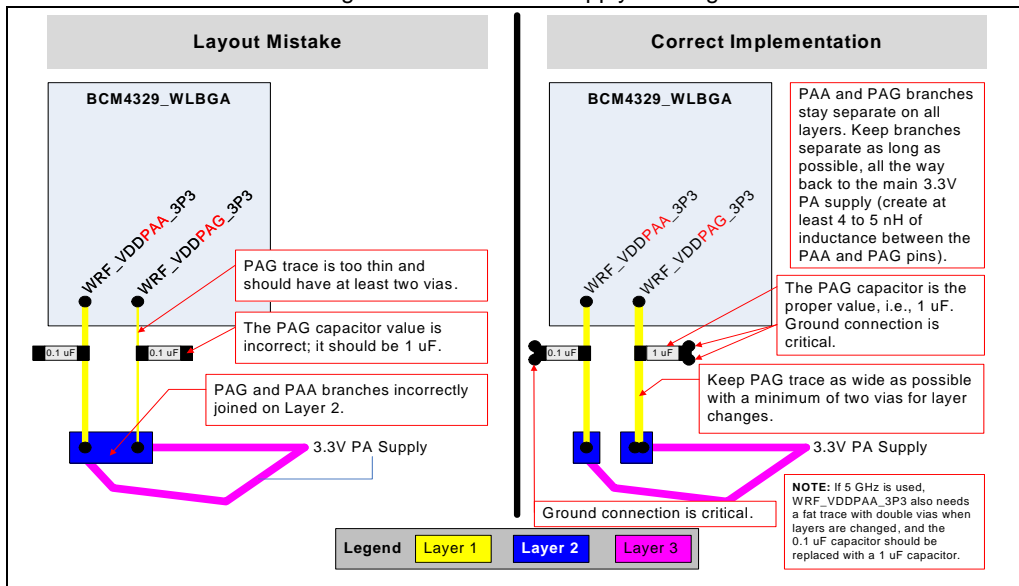 Layout Mistake
BCM4329_WLBGA
WRF_VDDPAA_3P3
WRF_VDDPAG_3P3
PAG trace is too thin and
should have at least two vias.
0.1 uF
0.1 uF
The PAG capacitor value is
incorrect; it should be 1 uF.
PAG and PAA branches incorrectly
joined on Layer 2.
3.3V PA Supply
Correct Implementation
BCM4329_WLBGA
PAA and PAG branches
stay separate on all
layers. Keep branches
separate as long as
possible, all the way
back to the main 3.3V
PA supply (create at
least 4 to 5 nH of
inductance between the
PAA and PAG pins).
WRF_VDDPAA_3P3
WRF_VDDPAG_3P3
The PAG capacitor is the
proper value, i.e., 1 uF.
Ground connection is
critical.
0.1 uF
1 uF
Keep PAG trace as wide as possible
with a minimum of two vias for layer
changes.
3.3V PA Supply
Ground connection is critical.
NOTE: If 5 GHz is used,
WRF_VDDPAA_3P3 also needs
a fat trace with double vias when
layers are changed, and the
0.1 uF capacitor should be
replaced with a 1 uF capacitor.
Legend
Layer 1
Layer 2
Layer 3